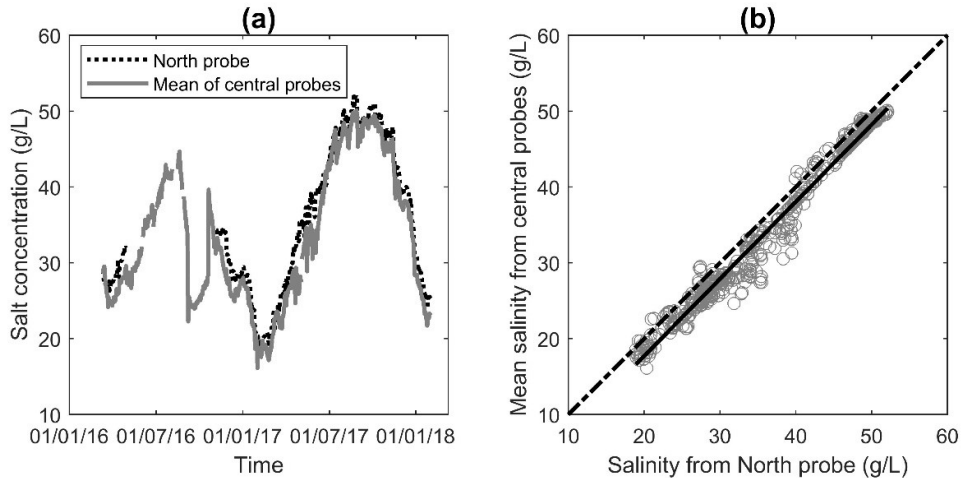 (a)
60
50
40
30
20
10
Salt concentration (g/L)
North probe
Mean of central probes
01/01/16 01/07/16 01/01/17 01/07/17 01/01/18
Time
(b)
60
50
40
30
20
10
Mean salinity from central probes (g/L)
10 20 30 40 50 60
Salinity from North probe (g/L)